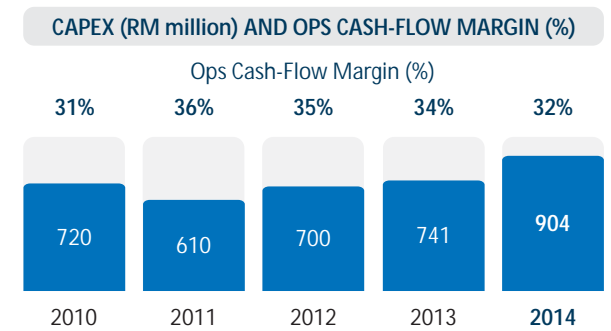 CAPEX (RM million) AND OPS CASH-FLOW MARGIN (%)
Ops Cash-Flow Margin (%)
31% 36% 35% 34% 32%
720 610 700 741 904
2010 2011 2012 2013 2014